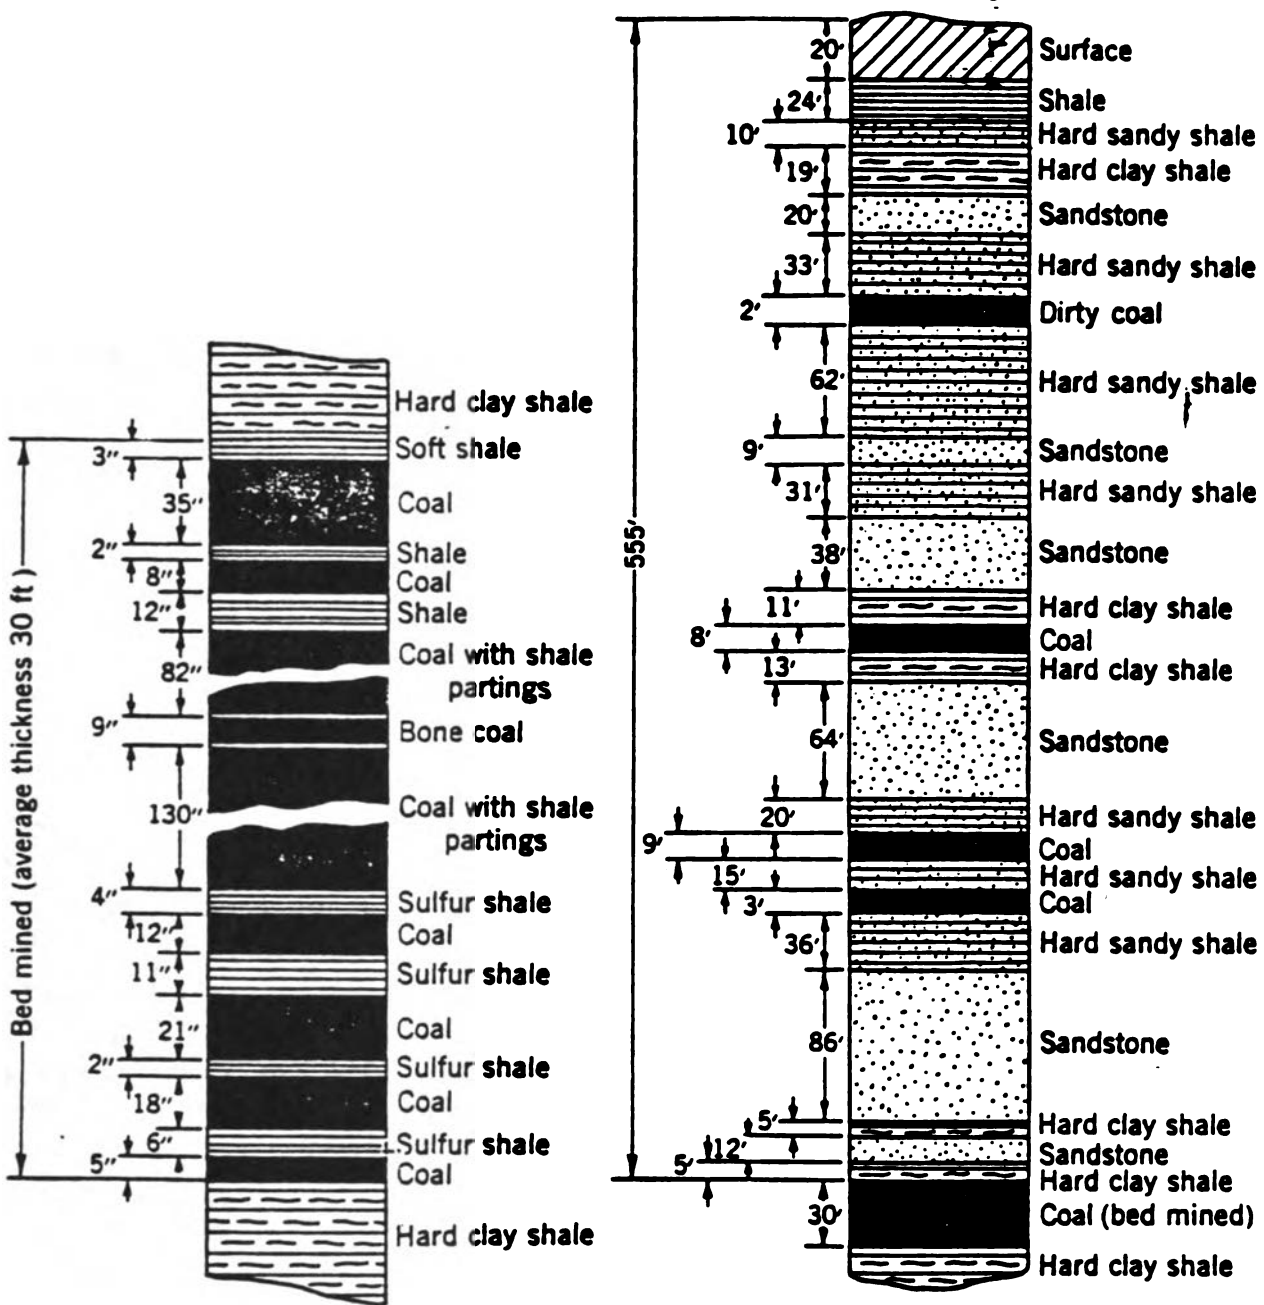 Bed mined (average thickness 30 ft)
Hard clay shale
3″ Soft shale
35″ Coal
2″ Shale
8″ Coal
12″ Shale
82″ Coal with shale
partings
9″ Bone coal
130″ Coal with shale
partings
4″ Sulfur shale
12″ Coal
11″ Sulfur shale
21″ Coal
2″ Sulfur shale
18″ Coal
6″ Sulfur shale
5″ Coal
Hard clay shale
555′
20′ Surface
24′ Shale
10′ Hard sandy shale
19′ Hard clay shale
20′ Sandstone
33′ Hard sandy shale
2′ Dirty coal
62′ Hard sandy shale
9′ Sandstone
31′ Hard sandy shale
38′ Sandstone
11′ Hard clay shale
8′ Coal
13′ Hard clay shale
64′ Sandstone
20′ Hard sandy shale
9′ Coal
15′ Hard sandy shale
3′ Coal
36′ Hard sandy shale
86′ Sandstone
5′ Hard clay shale
12′ Sandstone
5′ Hard clay shale
30′ Coal (bed mined)
Hard clay shale